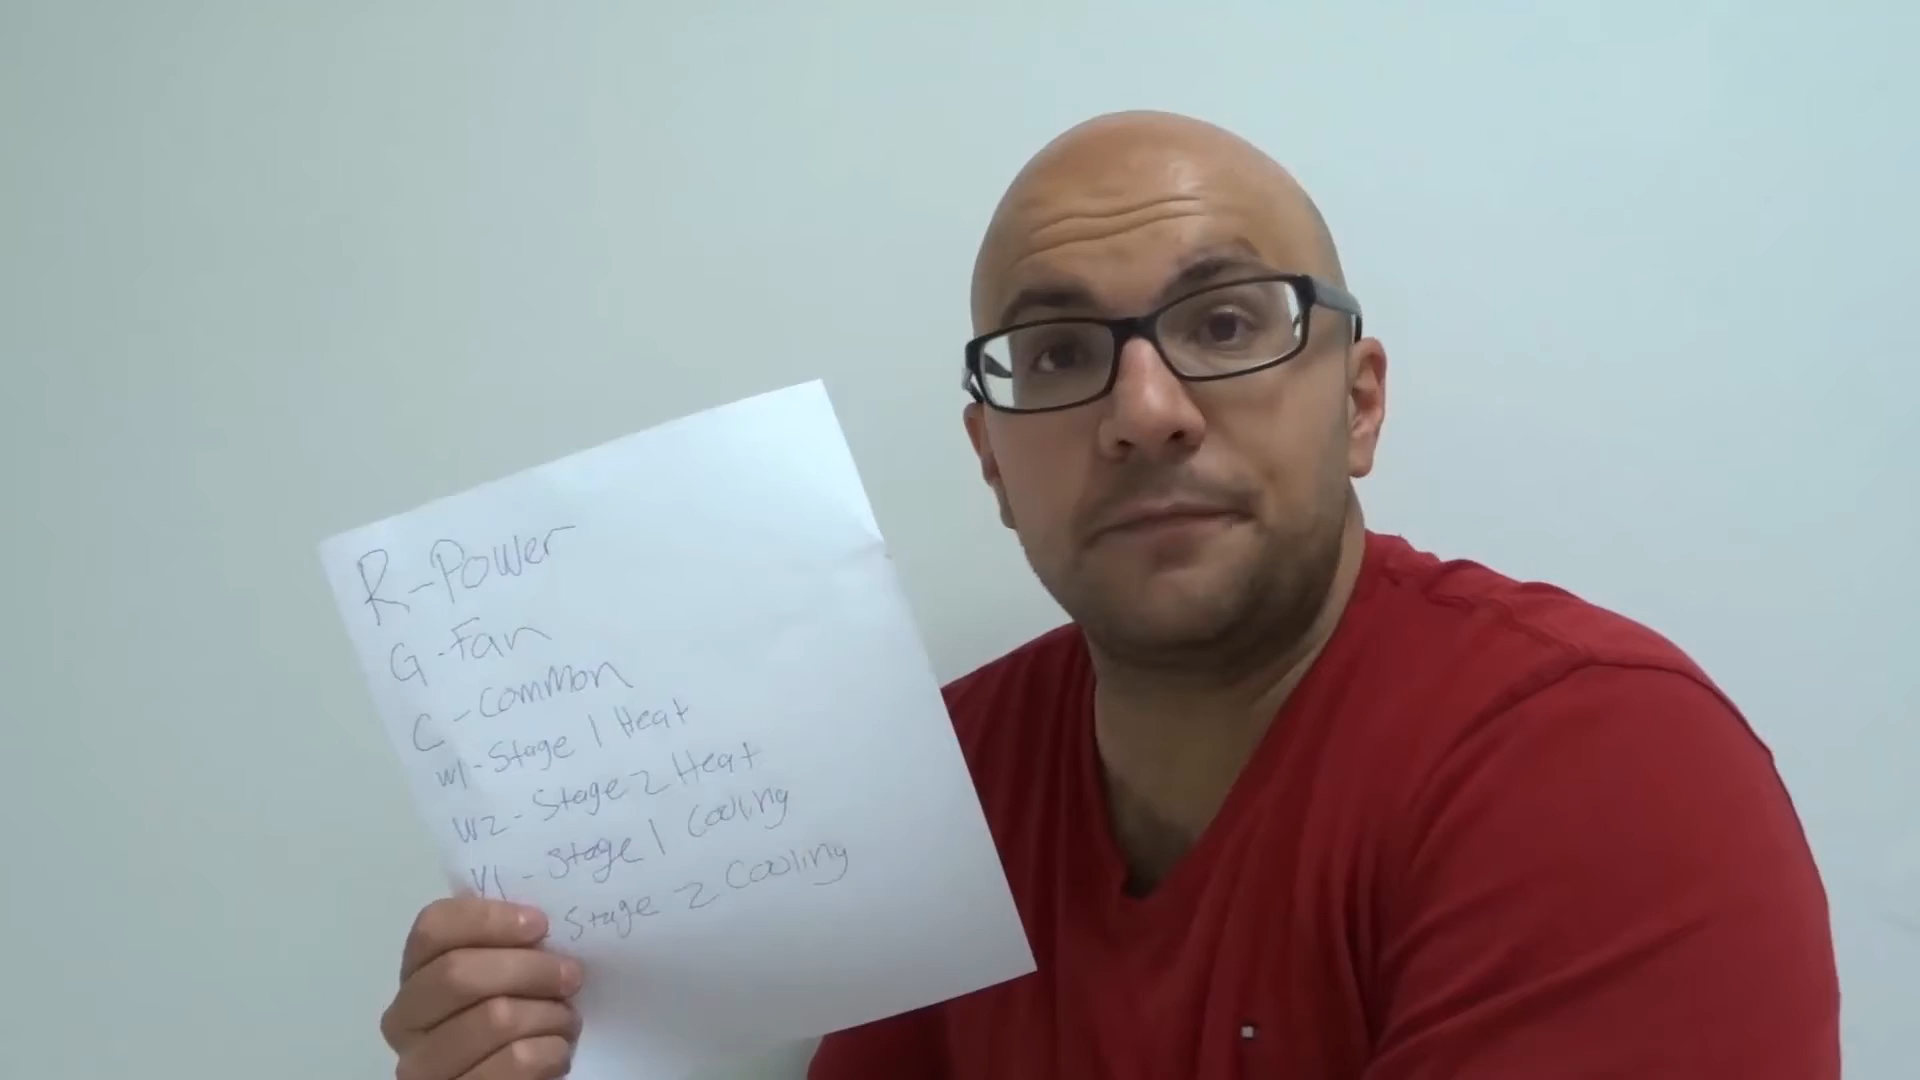 R-Power
G-Fan
C-Common
W1-Stage 1 Heat
W2-Stage 2 Heat
Y1-Stage 1 Cooling
Stage 2 Cooling